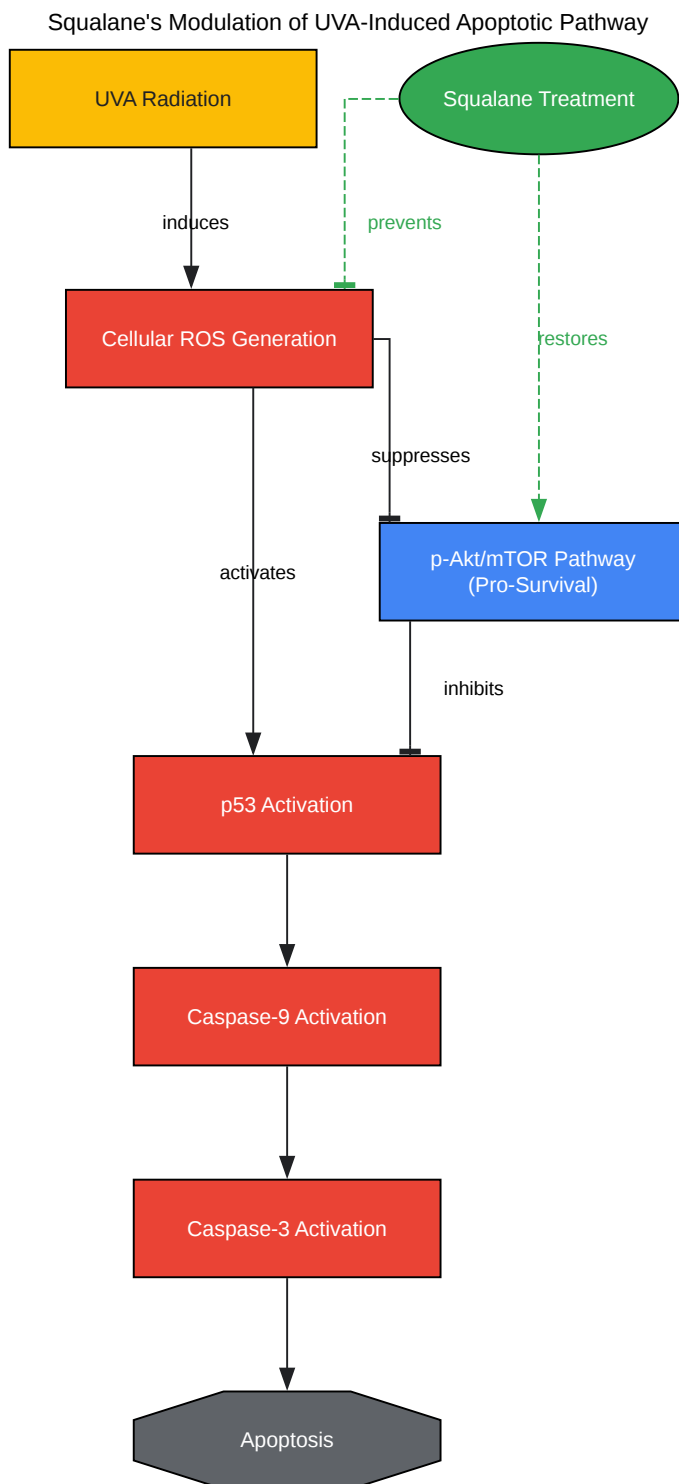 Squalane's Modulation of UVA-Induced Apoptotic Pathway
UVA Radiation
Squalane Treatment
induces
prevents
Cellular ROS Generation
restores
suppresses
p-Akt/mTOR Pathway
(Pro-Survival)
activates
inhibits
p53 Activation
Caspase-9 Activation
Caspase-3 Activation
Apoptosis